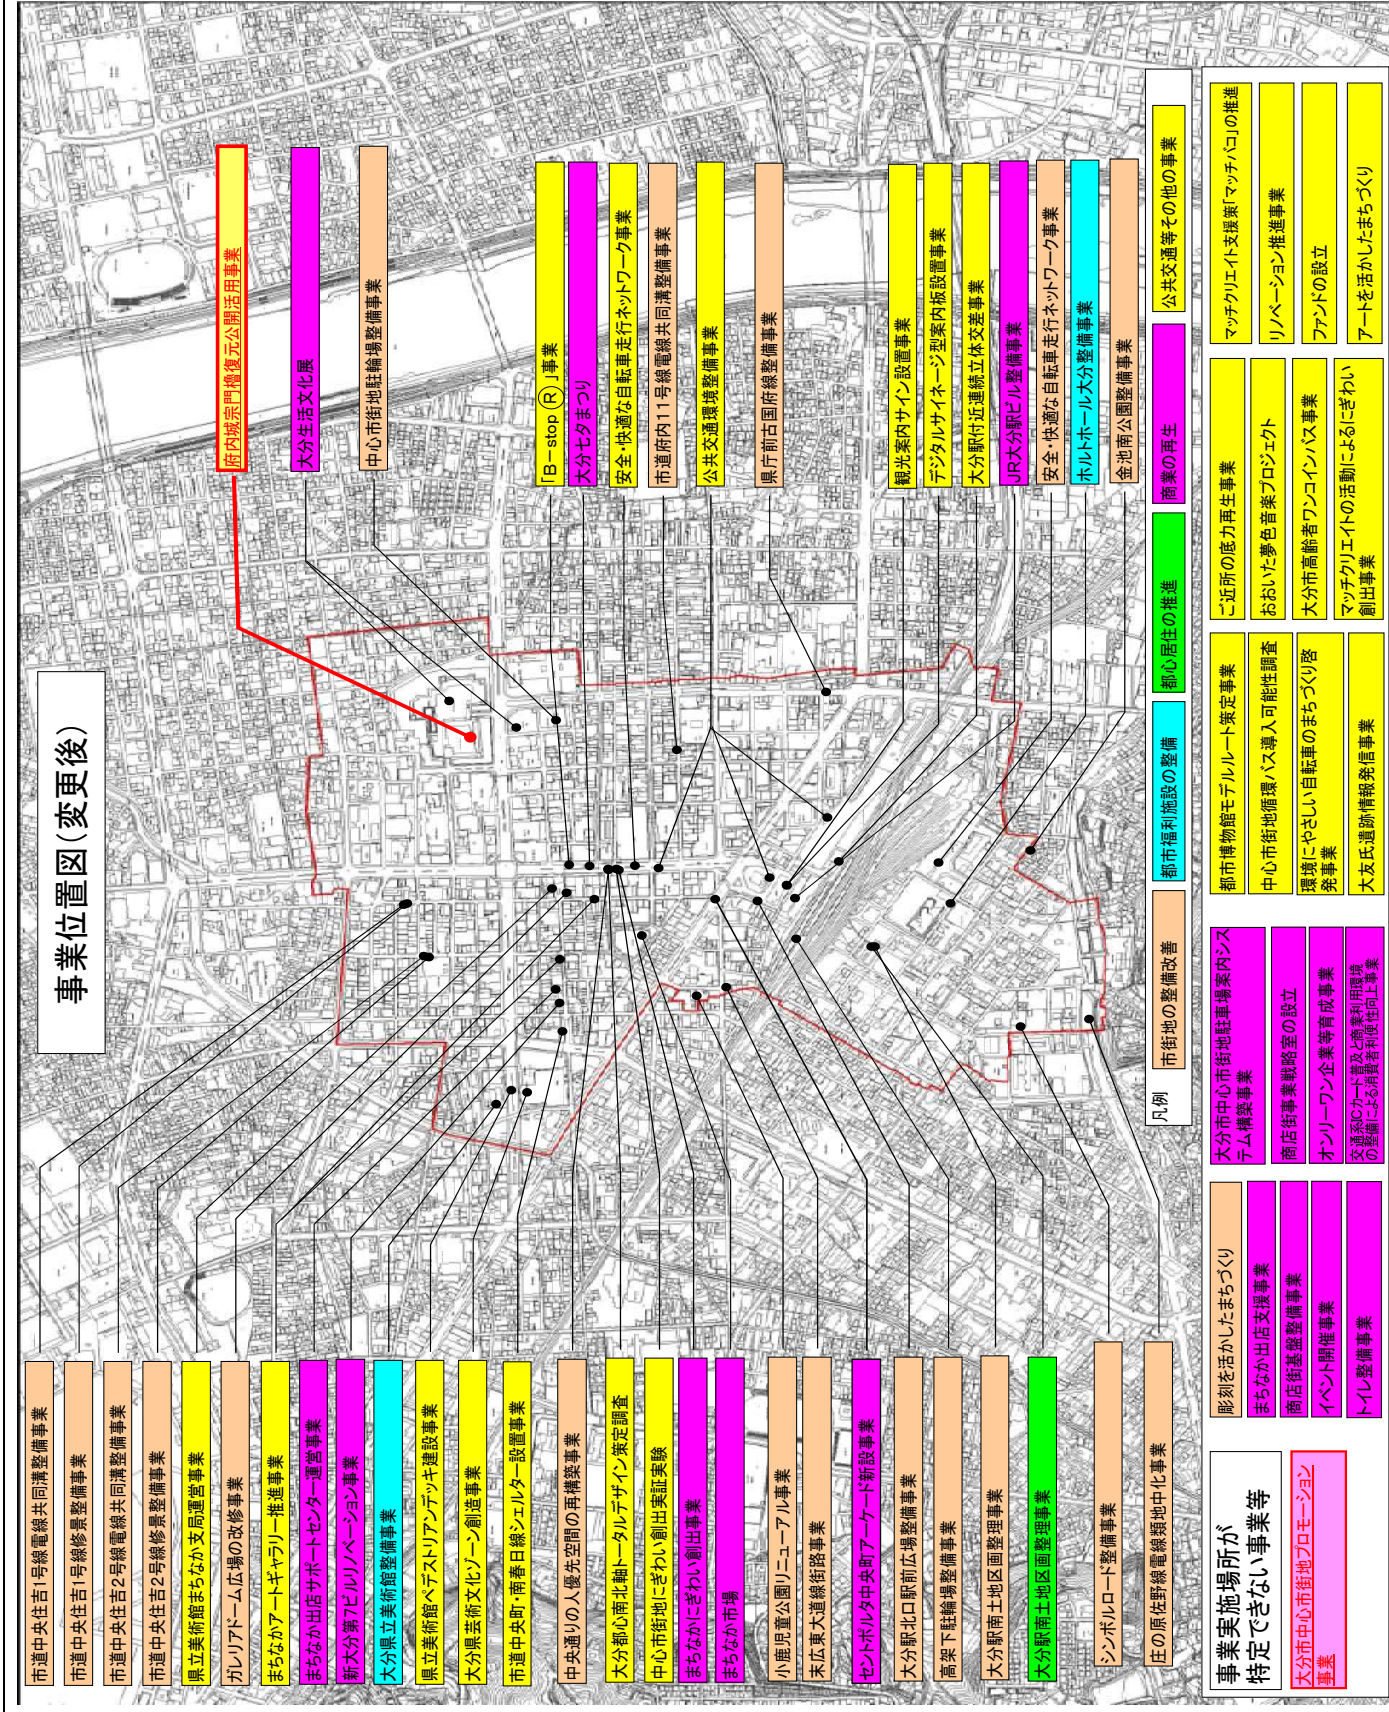 事業位置図(変更後)
市道中央住吉1号線電線共同溝整備事業
市道中央住吉1号線修景整備事業
市道中央住吉2号線電線共同溝整備事業
市道中央住吉2号線修景整備事業
県立美術館まちなか支局運営事業
ガレリアドーム広場の改修事業
まちなかアートギャラリー推進事業
まちなか出店サポートセンター運営事業
新大分第7ビルリノベーション事業
大分県立美術館整備事業
県立美術館ペデストリアンデッキ建設事業
大分県芸術文化ゾーン創造事業
市道中央町・南春日線シェルター設置事業
中央通りの人優先空間の再構築事業
大分都心南北軸トータルデザイン策定調査
中心市街地にぎわい創出実証実験
まちなかにぎわい創出事業
まちなか市場
小鹿児童公園リニューアル事業
末広東大道線街路事業
セントポルタ中央町アーケード新設事業
大分駅北口駅前広場整備事業
高架下駐輪場整備事業
大分駅南土地区画整理事業
大分駅南土地区画整理事業
シンボルロード整備事業
庄の原佐野線電線類地中化事業
府内城宗門櫓復元公開活用事業
大分生活文化展
中心市街地駐輪場整備事業
「B－stop Ⓡ 」事業
大分七夕まつり
安全・快適な自転車走行ネットワーク事業
市道府内11号線電線共同溝整備事業
公共交通環境整備事業
県庁前古国府線整備事業
観光案内サイン設置事業
デジタルサイネージ型案内板設置事業
大分駅付近連続立体交差事業
JR大分駅ビル整備事業
安全・快適な自転車走行ネットワーク事業
ホルトホール大分整備事業
金池南公園整備事業
凡例
市街地の整備改善
都市福利施設の整備
都心居住の推進
商業の再生
公共交通等その他の事業
事業実施場所が
特定できない事業等
大分市中心市街地プロモーション
事業
彫刻を活かしたまちづくり
まちなか出店支援事業
商店街基盤整備事業
イベント開催事業
トイレ整備事業
大分市中心市街地駐車場案内シス
テム構築事業
商店街事業戦略室の設立
オンリーワン企業等育成事業
交通系ICカード普及と商業利用環境
の整備による消費者利便性向上事業
都市博物館モデルルート策定事業
中心市街地循環バス導入可能性調査
環境にやさしい自転車のまちづくり啓
発事業
大友氏遺跡情報発信事業
ご近所の底力再生事業
おおいた夢色音楽プロジェクト
大分市高齢者ワンコインバス事業
マッチクリエイトの活動によるにぎわい
創出事業
マッチクリエイト支援策「マッチバコ」の推進
リノベーション推進事業
ファンドの設立
アートを活かしたまちづくり